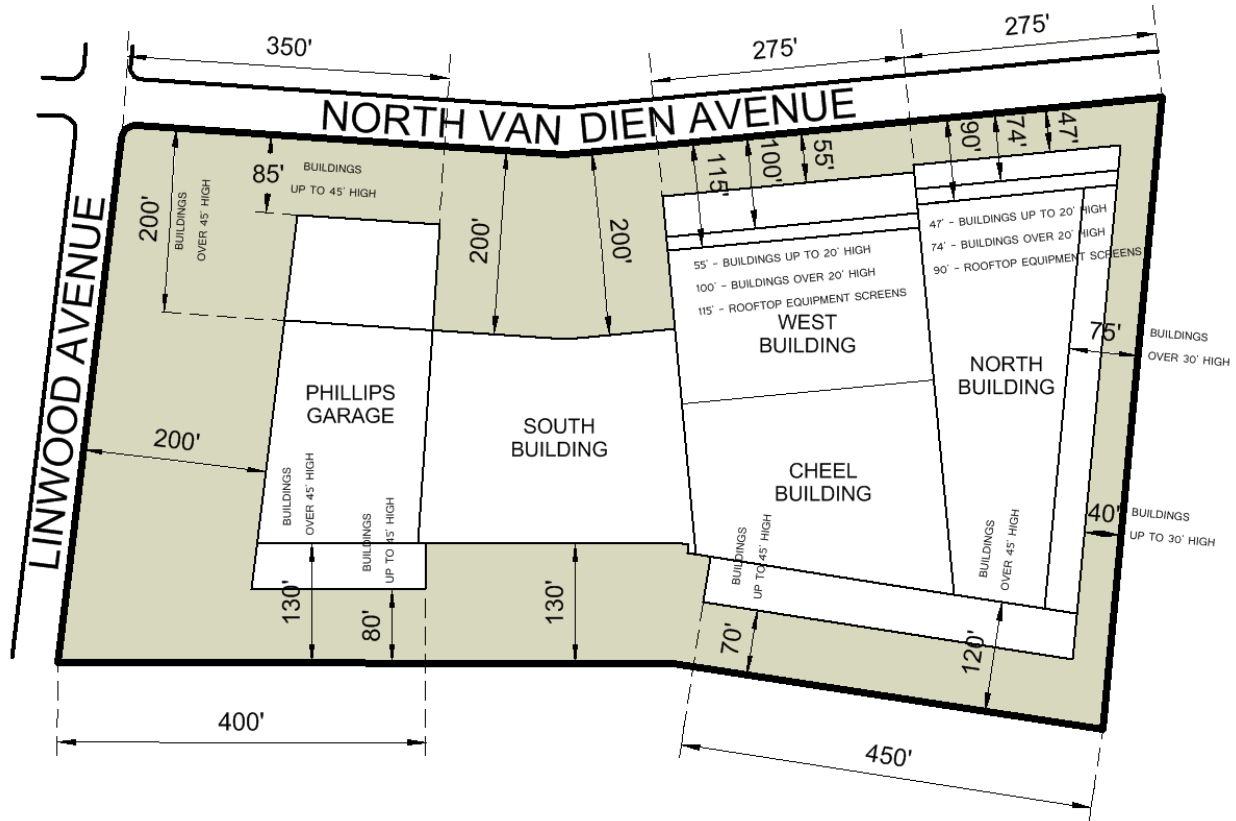 350'
275'
275'
NORTH VAN DIEN AVENUE
LINWOOD AVENUE
200'
BUILDINGS
OVER 45' HIGH
85'
BUILDINGS
UP TO 45' HIGH
200'
200'
115'
100'
55'
90'
74'
47'
55' - BUILDINGS UP TO 20' HIGH
100' - BUILDINGS OVER 20' HIGH
115' - ROOFTOP EQUIPMENT SCREENS
47' - BUILDINGS UP TO 20' HIGH
74' - BUILDINGS OVER 20' HIGH
90' - ROOFTOP EQUIPMENT SCREENS
WEST
BUILDING
NORTH
BUILDING
75'
BUILDINGS
OVER 30' HIGH
PHILLIPS
GARAGE
SOUTH
BUILDING
CHEEL
BUILDING
200'
BUILDINGS
OVER 45' HIGH
BUILDINGS
UP TO 45' HIGH
BUILDINGS
UP TO 45' HIGH
BUILDINGS
OVER 45' HIGH
40'
BUILDINGS
UP TO 30' HIGH
130'
80'
130'
70'
120'
400'
450'